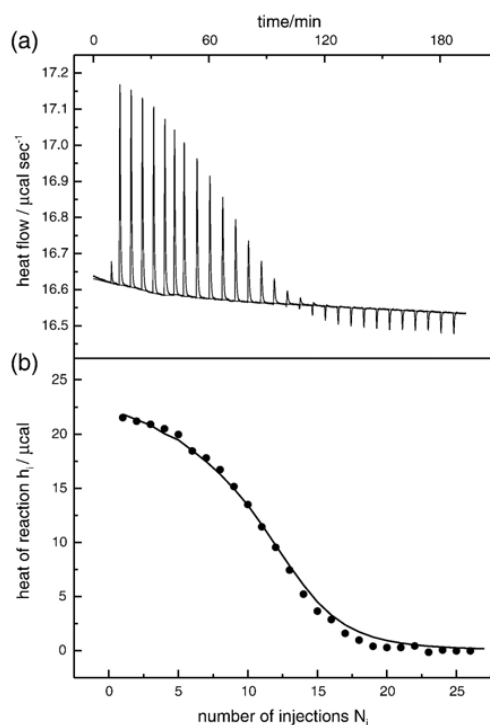 time/min
0 60 120 180
(a)
17.2
17.1
17.0
16.9
16.8
16.7
16.6
16.5
heat flow / μcal sec⁻¹
(b)
25
20
15
10
5
0
heat of reaction hᵢ / μcal
0 5 10 15 20 25
number of injections Nᵢ